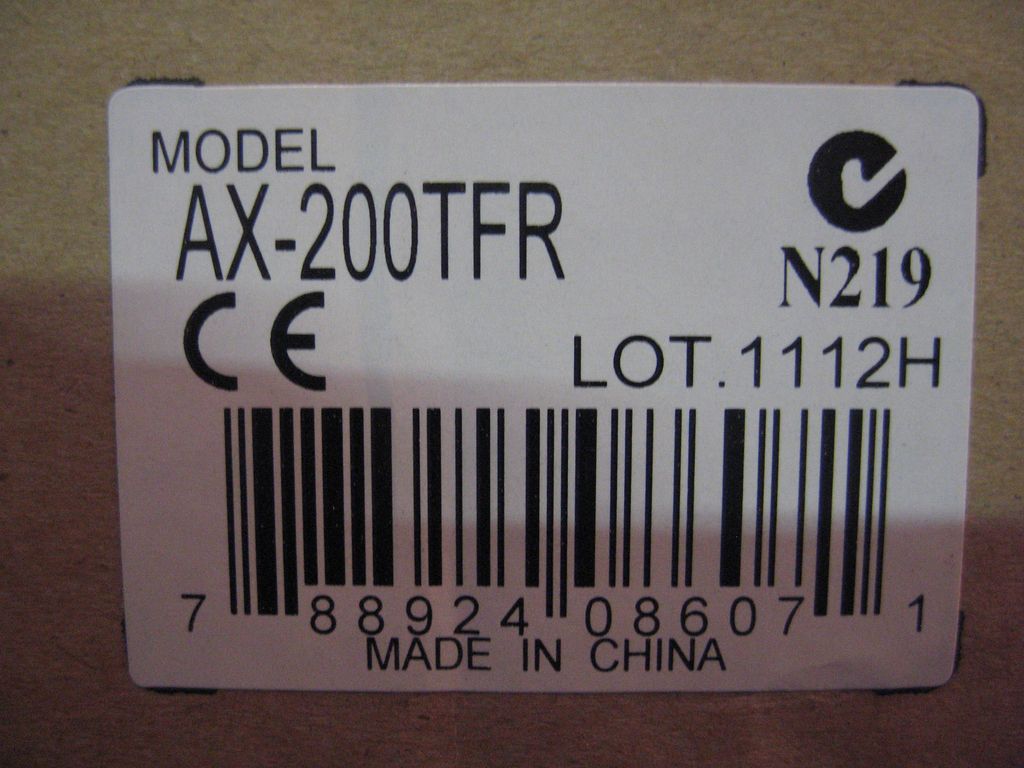 MODEL
AX-200TFR
N219
CE
LOT.1112H
7 88924 08607 1
MADE IN CHINA